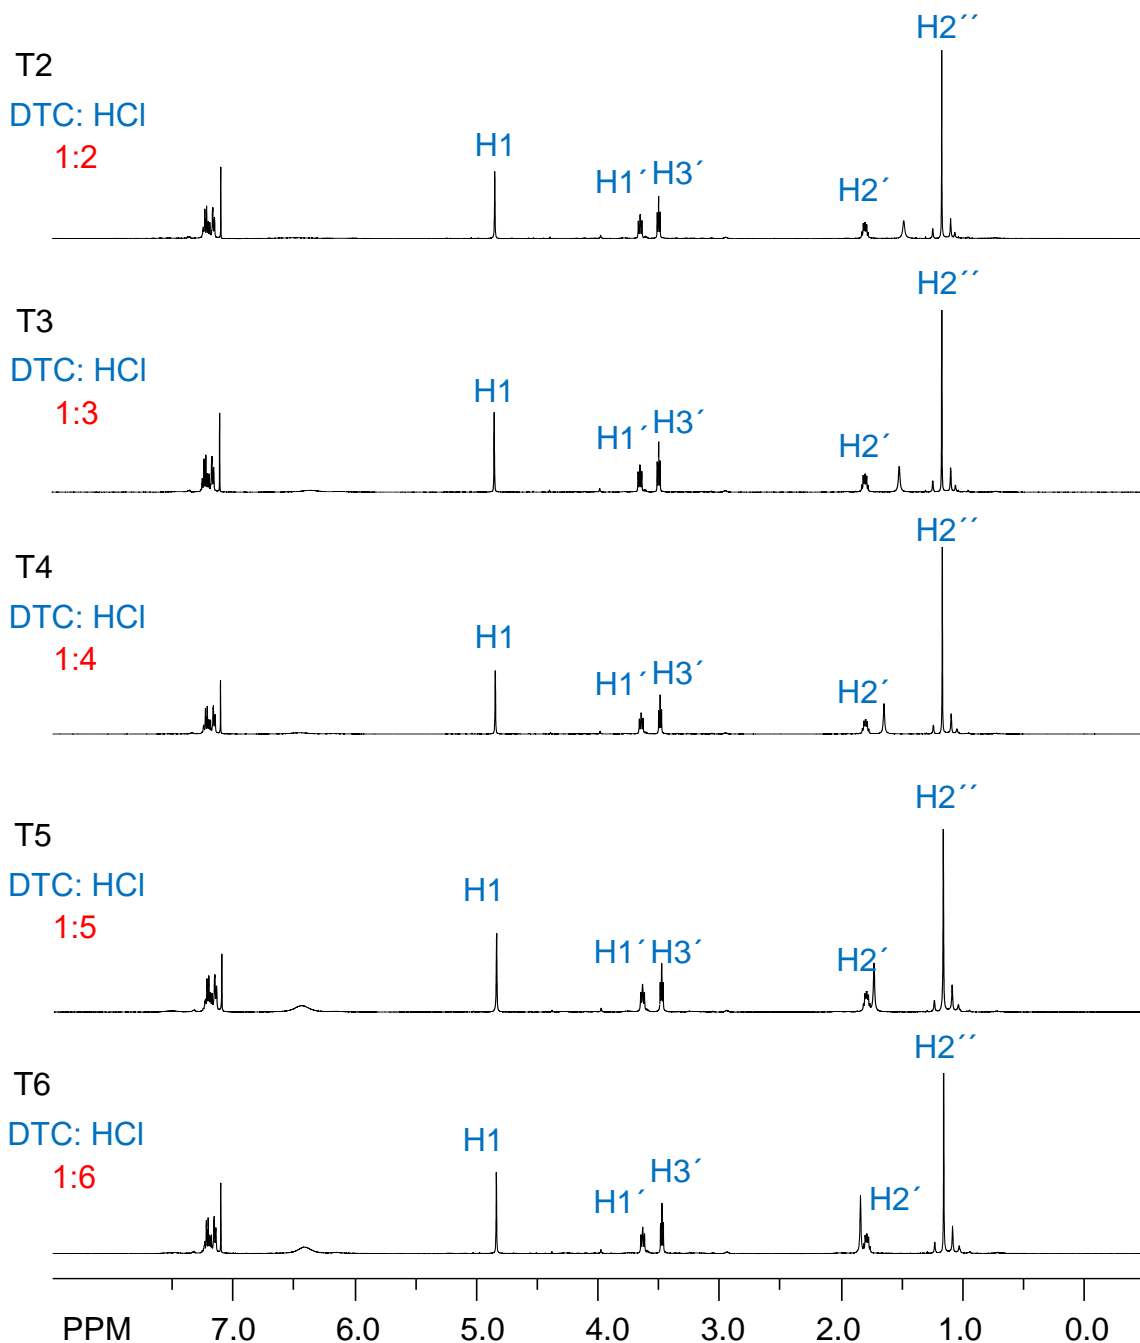 H2´´
T2
DTC: HCl
1:2
H1
H1´ H3´
H2´
H2´´
T3
DTC: HCl
1:3
H1
H1´ H3´
H2´
H2´´
T4
DTC: HCl
1:4
H1
H1´ H3´
H2´
H2´´
T5
DTC: HCl
1:5
H1
H1´ H3´
H2´
H2´´
T6
DTC: HCl
1:6
H1
H1´ H3´
H2´
PPM 7.0 6.0 5.0 4.0 3.0 2.0 1.0 0.0